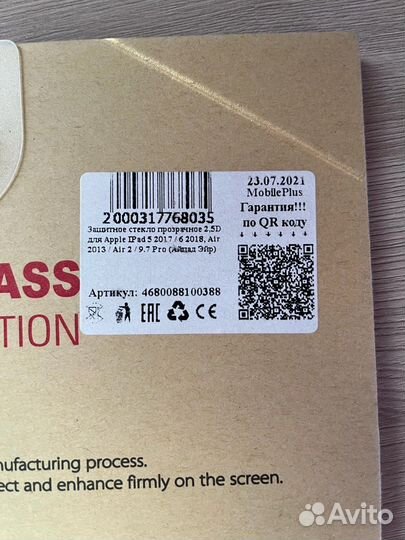 2 000317768035
Защитное стекло прозрачное 2,5D
для Apple IPad 5 2017 / 6 2018, Air
2013 / Air 2 / 9.7 Pro (Айпад Эйр)
Артикул: 4680088100388
EAC
CE
23.07.2021
MobilePlus
Гарантия!!!
по QR коду
↓ ↓ ↓ ↓ ↓ ↓
ASS
TION
nufacturing process.
ect and enhance firmly on the screen.
Avito